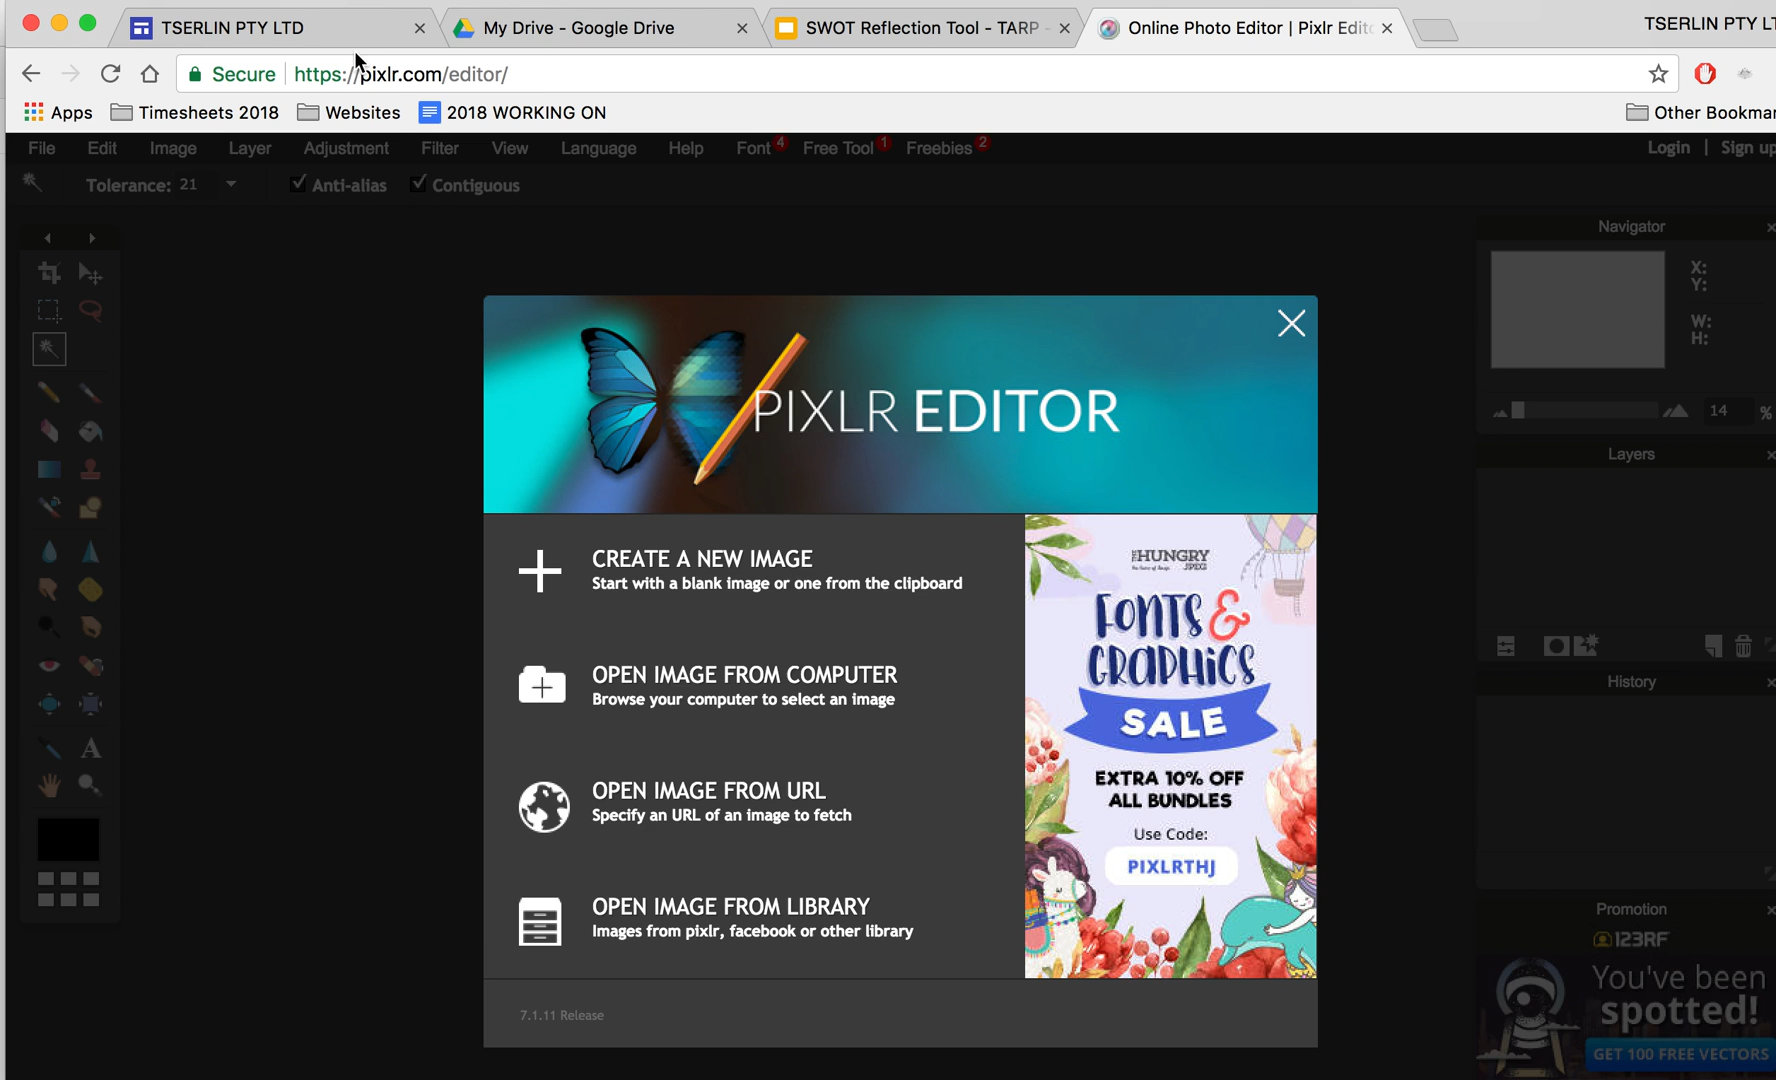 TSERLIN PTY LTD
My Drive - Google Drive
SWOT Reflection Tool - TARP -
Online Photo Editor | Pixlr Edit
TSERLIN PTY LT
Secure
https://pixlr.com/editor/
Apps
Timesheets 2018
Websites
2018 WORKING ON
Other Bookmar
File
Edit
Image
Layer
Adjustment
Filter
View
Language
Help
Font 4
Free Tool 1
Freebies 2
Login | Sign up
Tolerance: 21
Anti-alias
Contiguous
Navigator
X:
Y:
W:
H:
14 %
Layers
History
PIXLR EDITOR
CREATE A NEW IMAGE
Start with a blank image or one from the clipboard
OPEN IMAGE FROM COMPUTER
Browse your computer to select an image
OPEN IMAGE FROM URL
Specify an URL of an image to fetch
OPEN IMAGE FROM LIBRARY
Images from pixlr, facebook or other library
7.1.11 Release
HUNGRY
JPEG
FONTS &
GRAPHICS
SALE
EXTRA 10% OFF
ALL BUNDLES
Use Code:
PIXLRTHJ
A
Promotion
123RF
You've been
spotted!
GET 100 FREE VECTORS